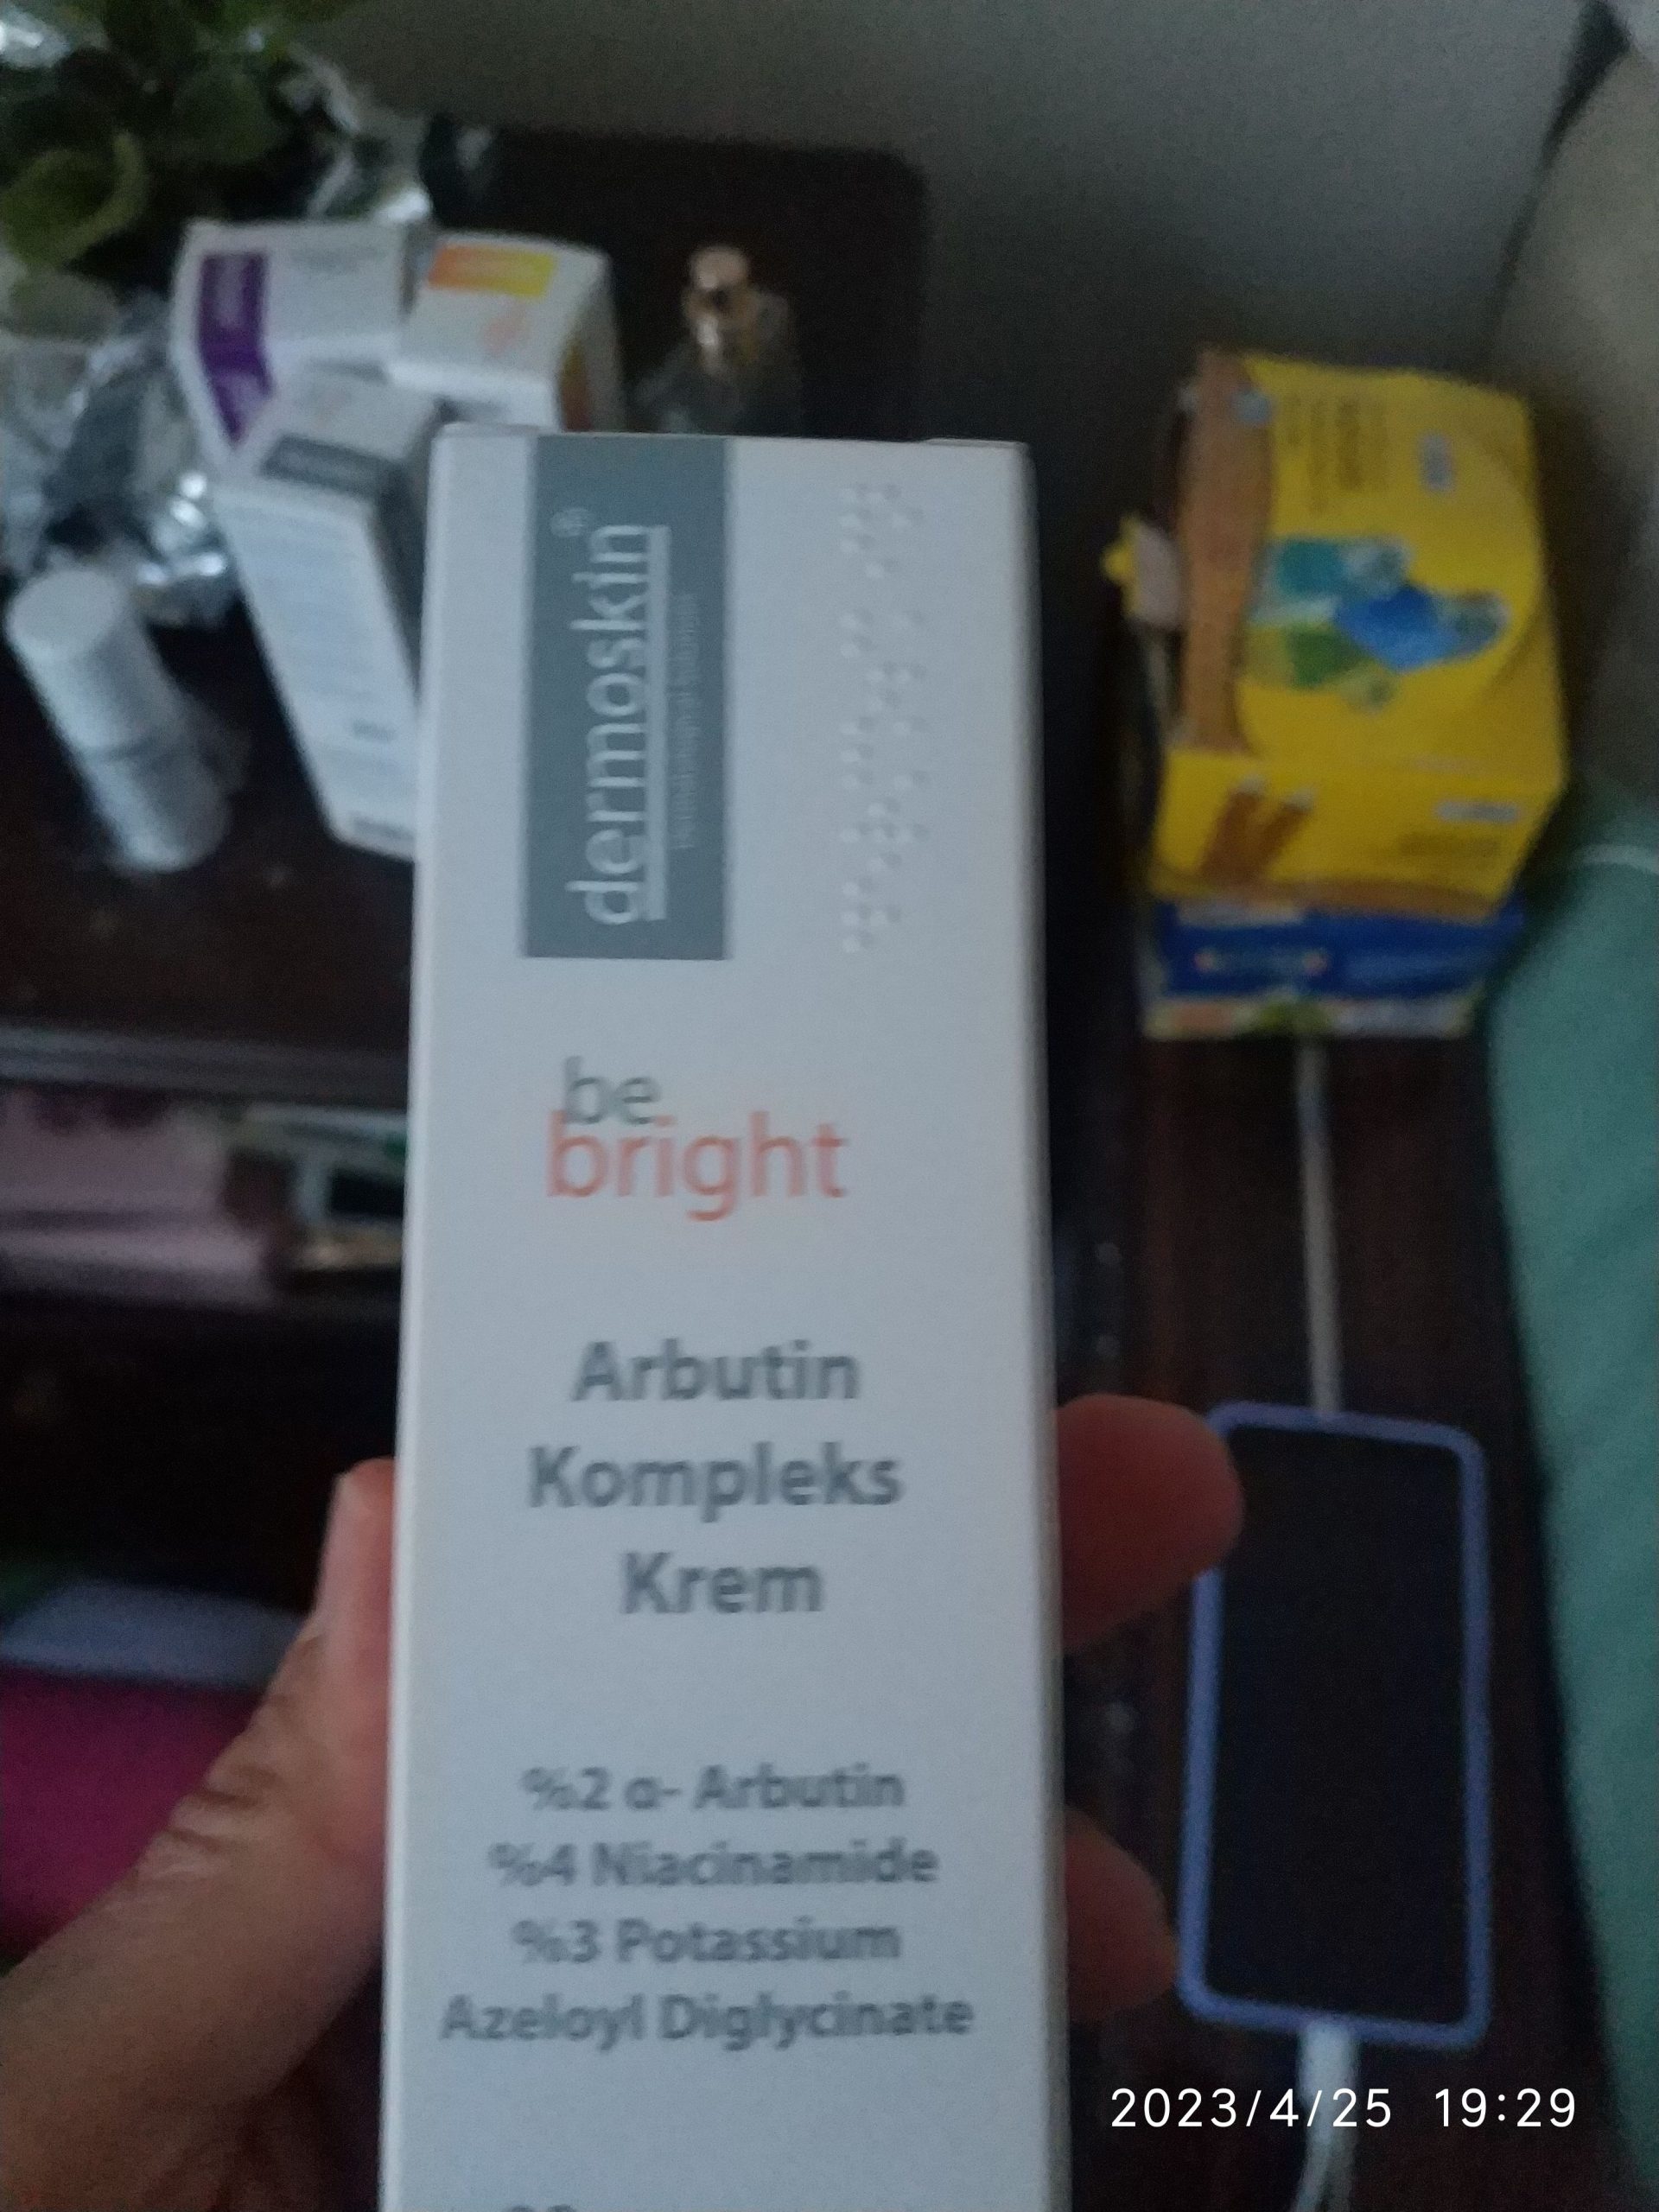 dermoskin®
be
bright
Arbutin
Kompleks
Krem
%2 α- Arbutin
%4 Niacinamide
%3 Potassium
Azeloyl Diglycinate
2023/4/25 19:29